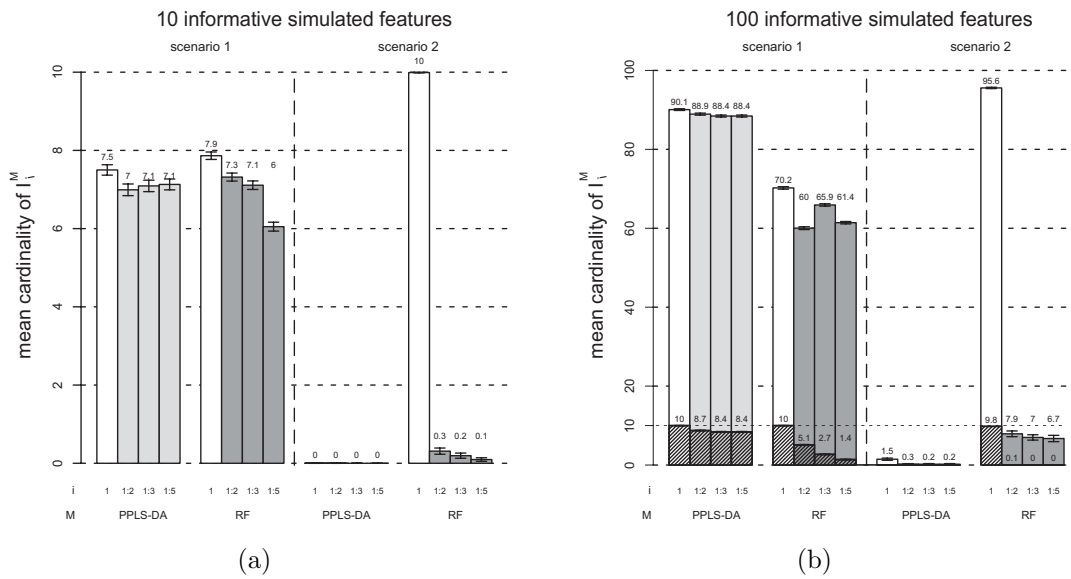 10 informative simulated features
scenario 1 scenario 2
mean cardinality of I_i^M
10
8
6
4
2
0
7.5 7 7.1 7.1
7.9 7.3 7.1 6
0 0 0 0
10 0.3 0.2 0.1
i 1 1:2 1:3 1:5 1 1:2 1:3 1:5 1 1:2 1:3 1:5 1 1:2 1:3 1:5
M PPLS-DA RF PPLS-DA RF
(a)
100 informative simulated features
scenario 1 scenario 2
mean cardinality of I_i^M
100
80
60
40
20
10
0
90.1 88.9 88.4 88.4
10 8.7 8.4 8.4
70.2 60 65.9 61.4
10 5.1 2.7 1.4
1.5 0.3 0.2 0.2
95.6 7.9 7 6.7
9.8 0.1 0 0
i 1 1:2 1:3 1:5 1 1:2 1:3 1:5 1 1:2 1:3 1:5 1 1:2 1:3 1:5
M PPLS-DA RF PPLS-DA RF
(b)